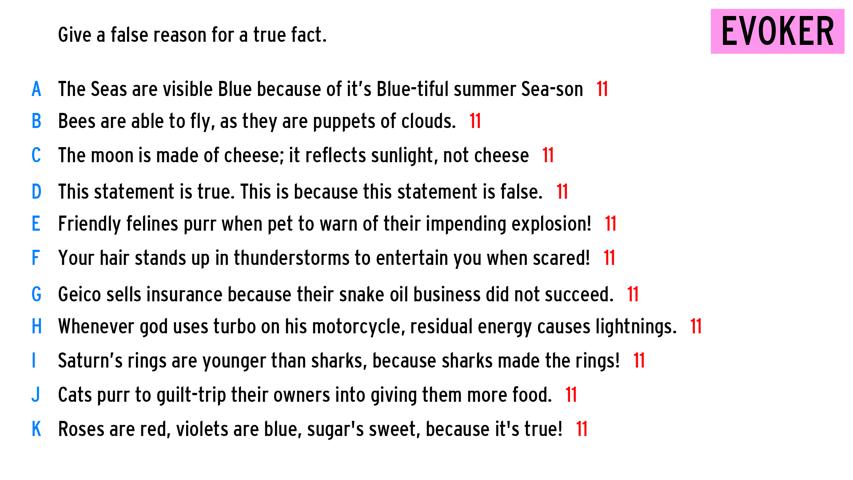 Give a false reason for a true fact.
EVOKER
A The Seas are visible Blue because of it's Blue-tiful summer Sea-son 11
B Bees are able to fly, as they are puppets of clouds. 11
C The moon is made of cheese; it reflects sunlight, not cheese 11
D This statement is true. This is because this statement is false. 11
E Friendly felines purr when pet to warn of their impending explosion! 11
F Your hair stands up in thunderstorms to entertain you when scared! 11
G Geico sells insurance because their snake oil business did not succeed. 11
H Whenever god uses turbo on his motorcycle, residual energy causes lightnings. 11
I Saturn's rings are younger than sharks, because sharks made the rings! 11
J Cats purr to guilt-trip their owners into giving them more food. 11
K Roses are red, violets are blue, sugar's sweet, because it's true! 11